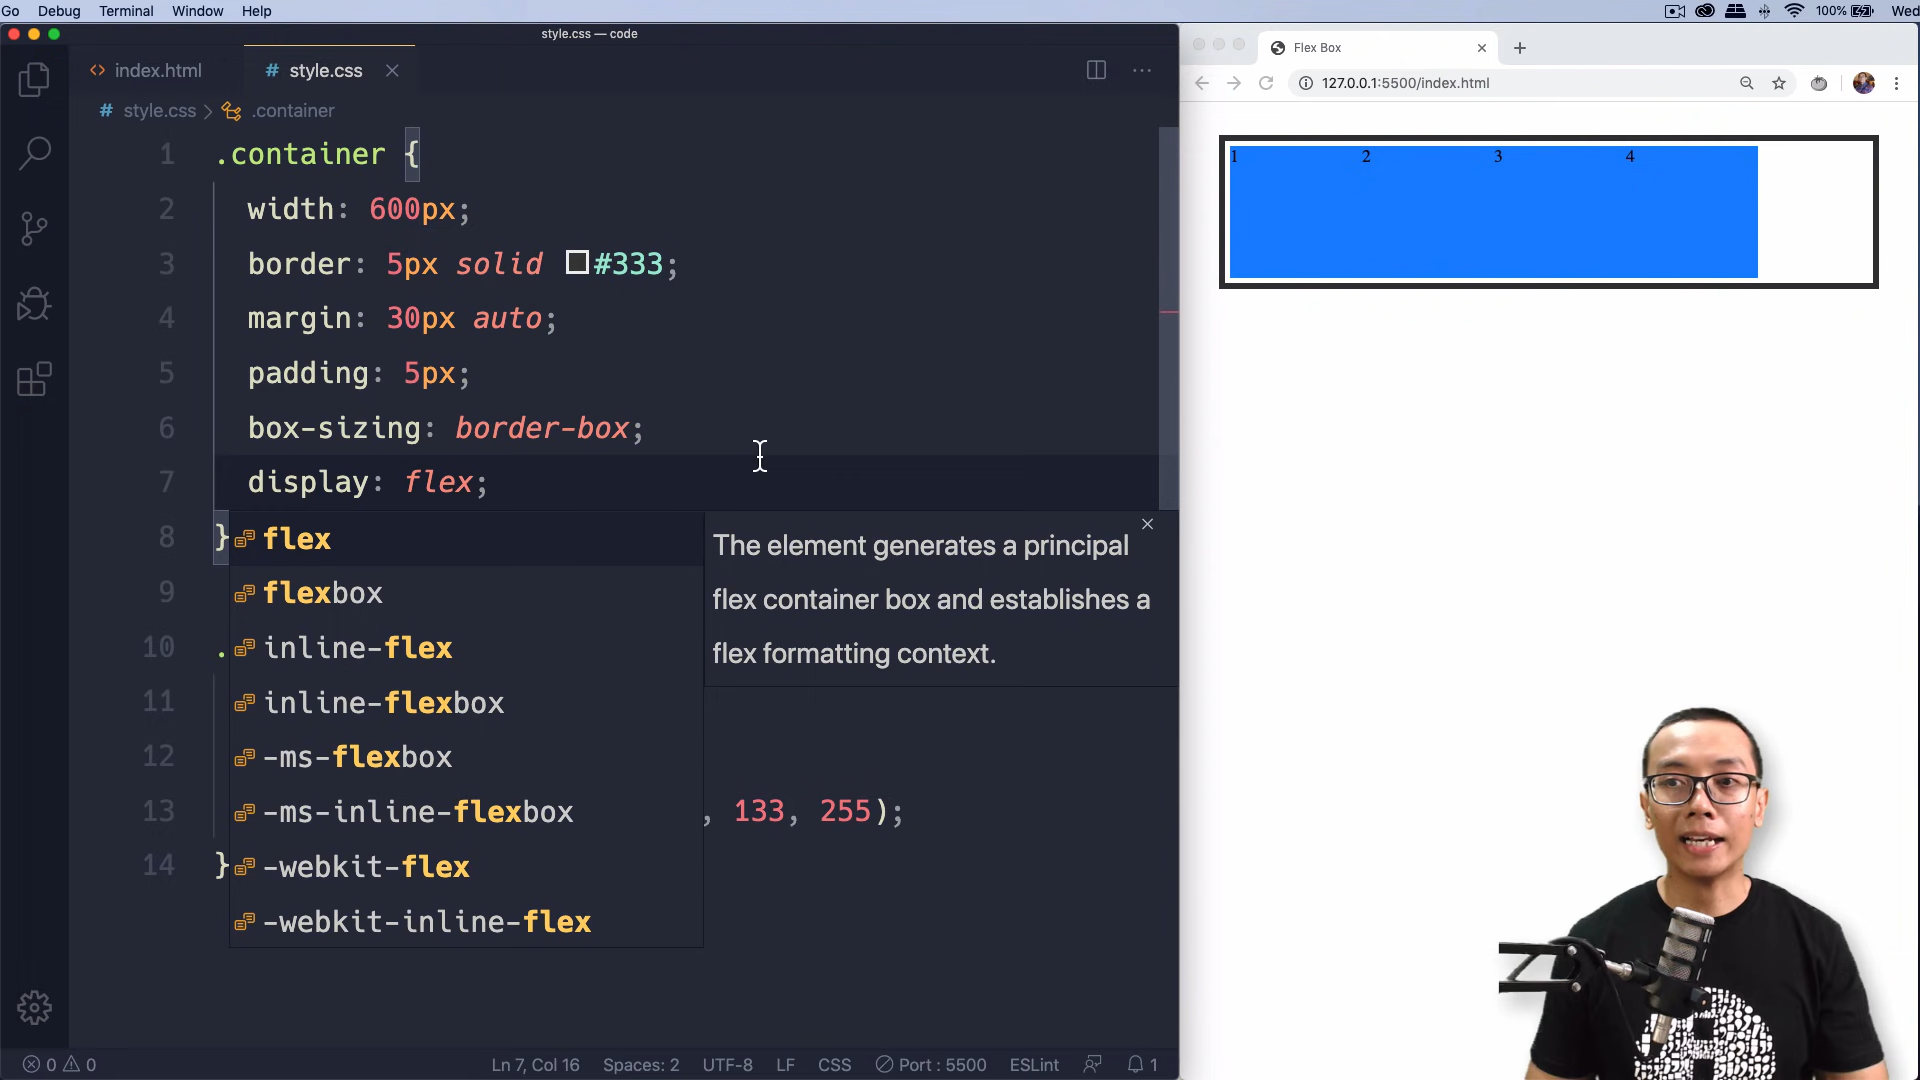 Go Debug Terminal Window Help 100% Wed
style.css — code
index.html style.css
style.css .container
1 .container {
2 width: 600px;
3 border: 5px solid #333;
4 margin: 30px auto;
5 padding: 5px;
6 box-sizing: border-box;
7 display: flex;
8 }
flex
9
flexbox
10 .
inline-flex
11
inline-flexbox
12
-ms-flexbox
13 , 133, 255);
-ms-inline-flexbox
14 }
-webkit-flex
-webkit-inline-flex
The element generates a principal
flex container box and establishes a
flex formatting context.
0 0 Ln 7, Col 16 Spaces: 2 UTF-8 LF CSS Port : 5500 ESLint 1
Flex Box
127.0.0.1:5500/index.html
1 2 3 4